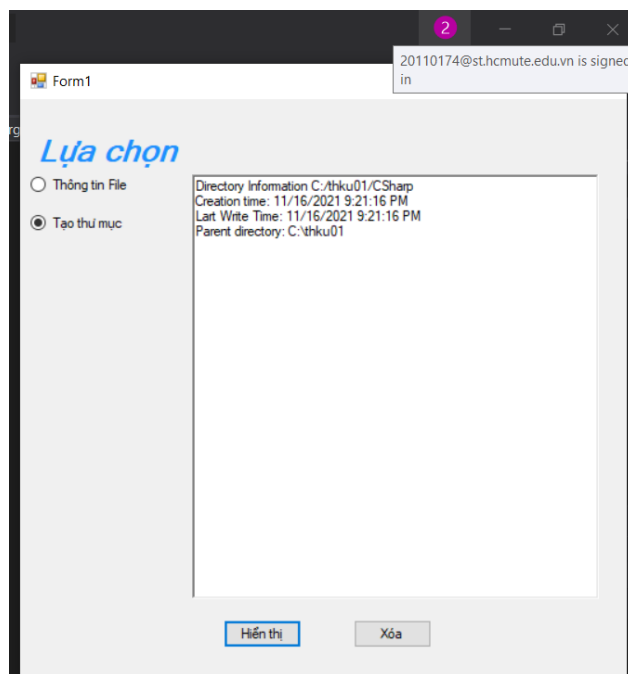 2
20110174@st.hcmute.edu.vn is signed
in
Form1
rg
Lựa chọn
Thông tin File
Tạo thư mục
Directory Information C:/thku01/CSharp
Creation time: 11/16/2021 9:21:16 PM
Lart Write Time: 11/16/2021 9:21:16 PM
Parent directory: C:\thku01
Hiển thị
Xóa